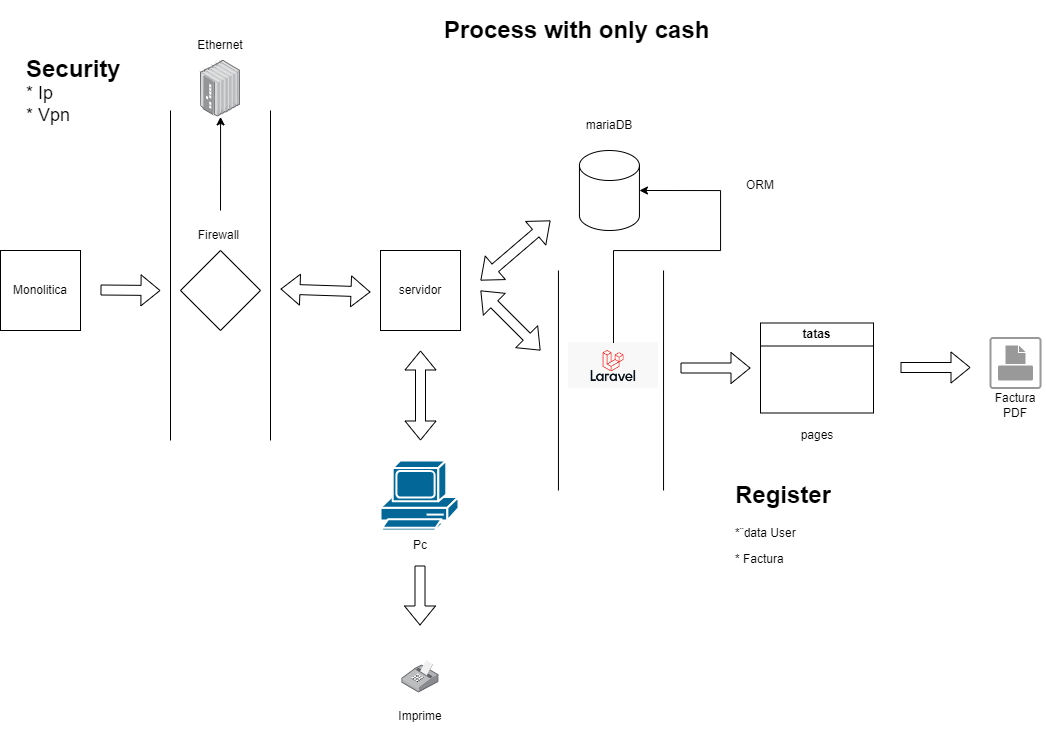 Process with only cash
Ethernet
Security
* Ip
* Vpn
mariaDB
ORM
Firewall
Monolitica
servidor
Laravel
tatas
pages
Factura
PDF
Register
*¨data User
* Factura
Pc
Imprime